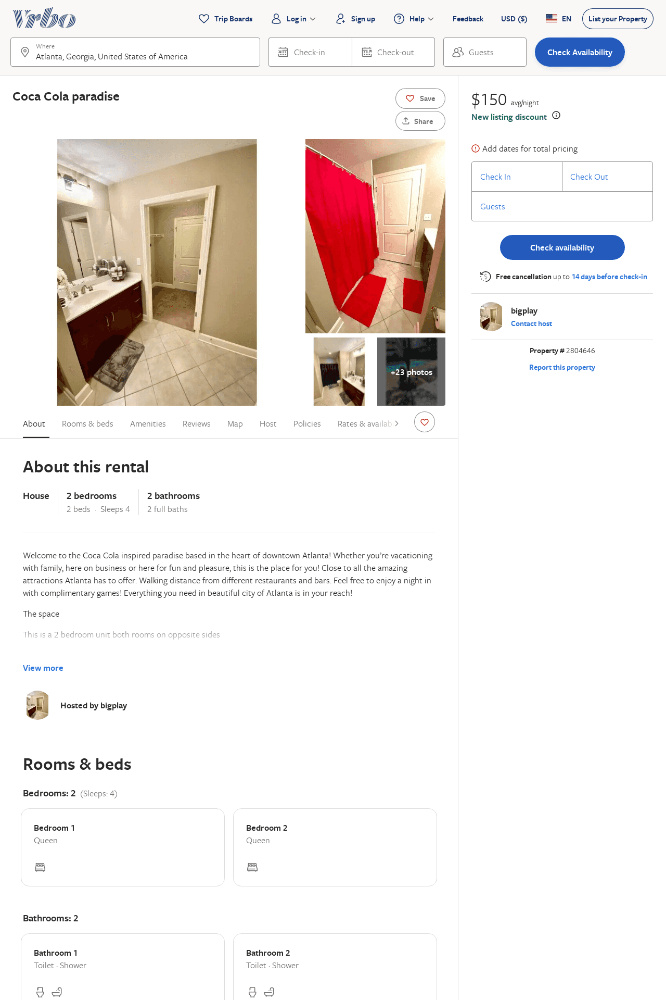 Vrbo
Trip Boards
Log in
Sign up
Help
Feedback
USD ($)
EN
List your Property
Where
Atlanta, Georgia, United States of America
Check-in
Check-out
Guests
Check Availability
Coca Cola paradise
Save
Share
+23 photos
$150 avg/night
New listing discount
Add dates for total pricing
Check In
Check Out
Guests
Check availability
Free cancellation up to 14 days before check-in
bigplay
Contact host
Property # 2804646
Report this property
About
Rooms & beds
Amenities
Reviews
Map
Host
Policies
Rates & availab
About this rental
House
2 bedrooms
2 beds · Sleeps 4
2 bathrooms
2 full baths
Welcome to the Coca Cola inspired paradise based in the heart of downtown Atlanta! Whether you’re vacationing
with family, here on business or here for fun and pleasure, this is the place for you! Close to all the amazing
attractions Atlanta has to offer. Walking distance from different restaurants and bars. Feel free to enjoy a night in
with complimentary games! Everything you need in beautiful city of Atlanta is in your reach!
The space
This is a 2 bedroom unit both rooms on opposite sides
View more
Hosted by bigplay
Rooms & beds
Bedrooms: 2 (Sleeps: 4)
Bedroom 1
Queen
Bedroom 2
Queen
Bathrooms: 2
Bathroom 1
Toilet · Shower
Bathroom 2
Toilet · Shower